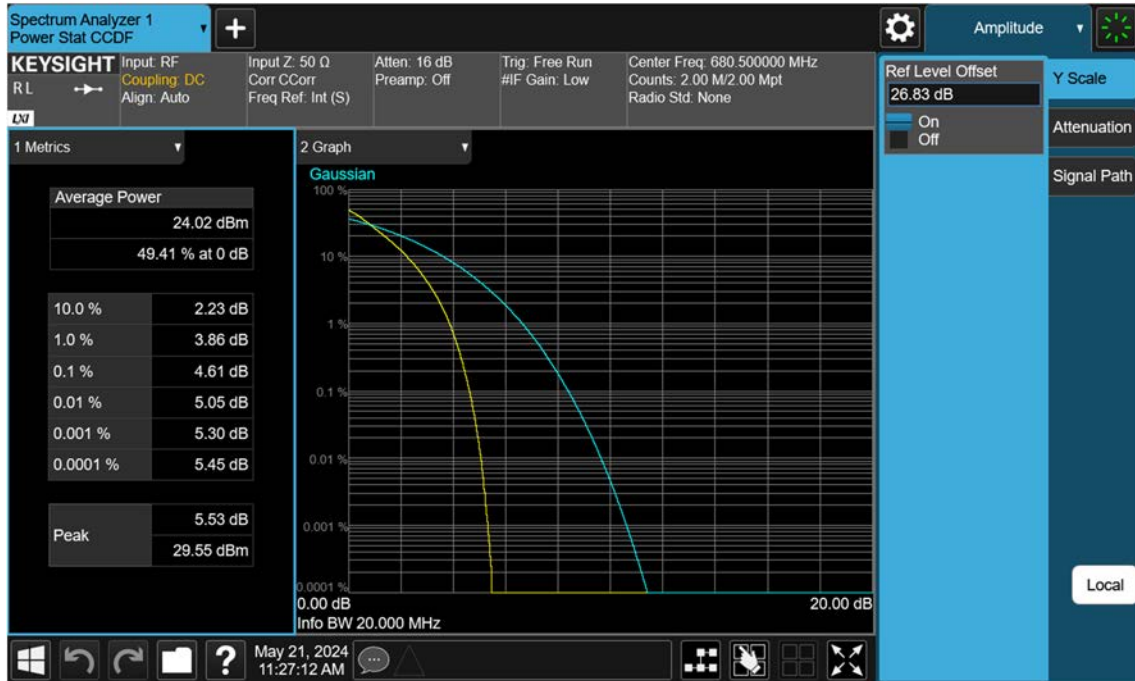 Spectrum Analyzer 1
Power Stat CCDF
Amplitude
KEYSIGHT
R L
LXI
Input: RF
Coupling: DC
Align: Auto
Input Z: 50 Ω
Corr CCorr
Freq Ref: Int (S)
Atten: 16 dB
Preamp: Off
Trig: Free Run
#IF Gain: Low
Center Freq: 680.500000 MHz
Counts: 2.00 M/2.00 Mpt
Radio Std: None
Ref Level Offset
26.83 dB
On
Off
Y Scale
Attenuation
Signal Path
1 Metrics
Average Power
24.02 dBm
49.41 % at 0 dB
10.0 % 2.23 dB
1.0 % 3.86 dB
0.1 % 4.61 dB
0.01 % 5.05 dB
0.001 % 5.30 dB
0.0001 % 5.45 dB
Peak
5.53 dB
29.55 dBm
2 Graph
Gaussian
100 %
10 %
1 %
0.1 %
0.01 %
0.001 %
0.0001 %
0.00 dB
20.00 dB
Info BW 20.000 MHz
Local
?
May 21, 2024
11:27:12 AM